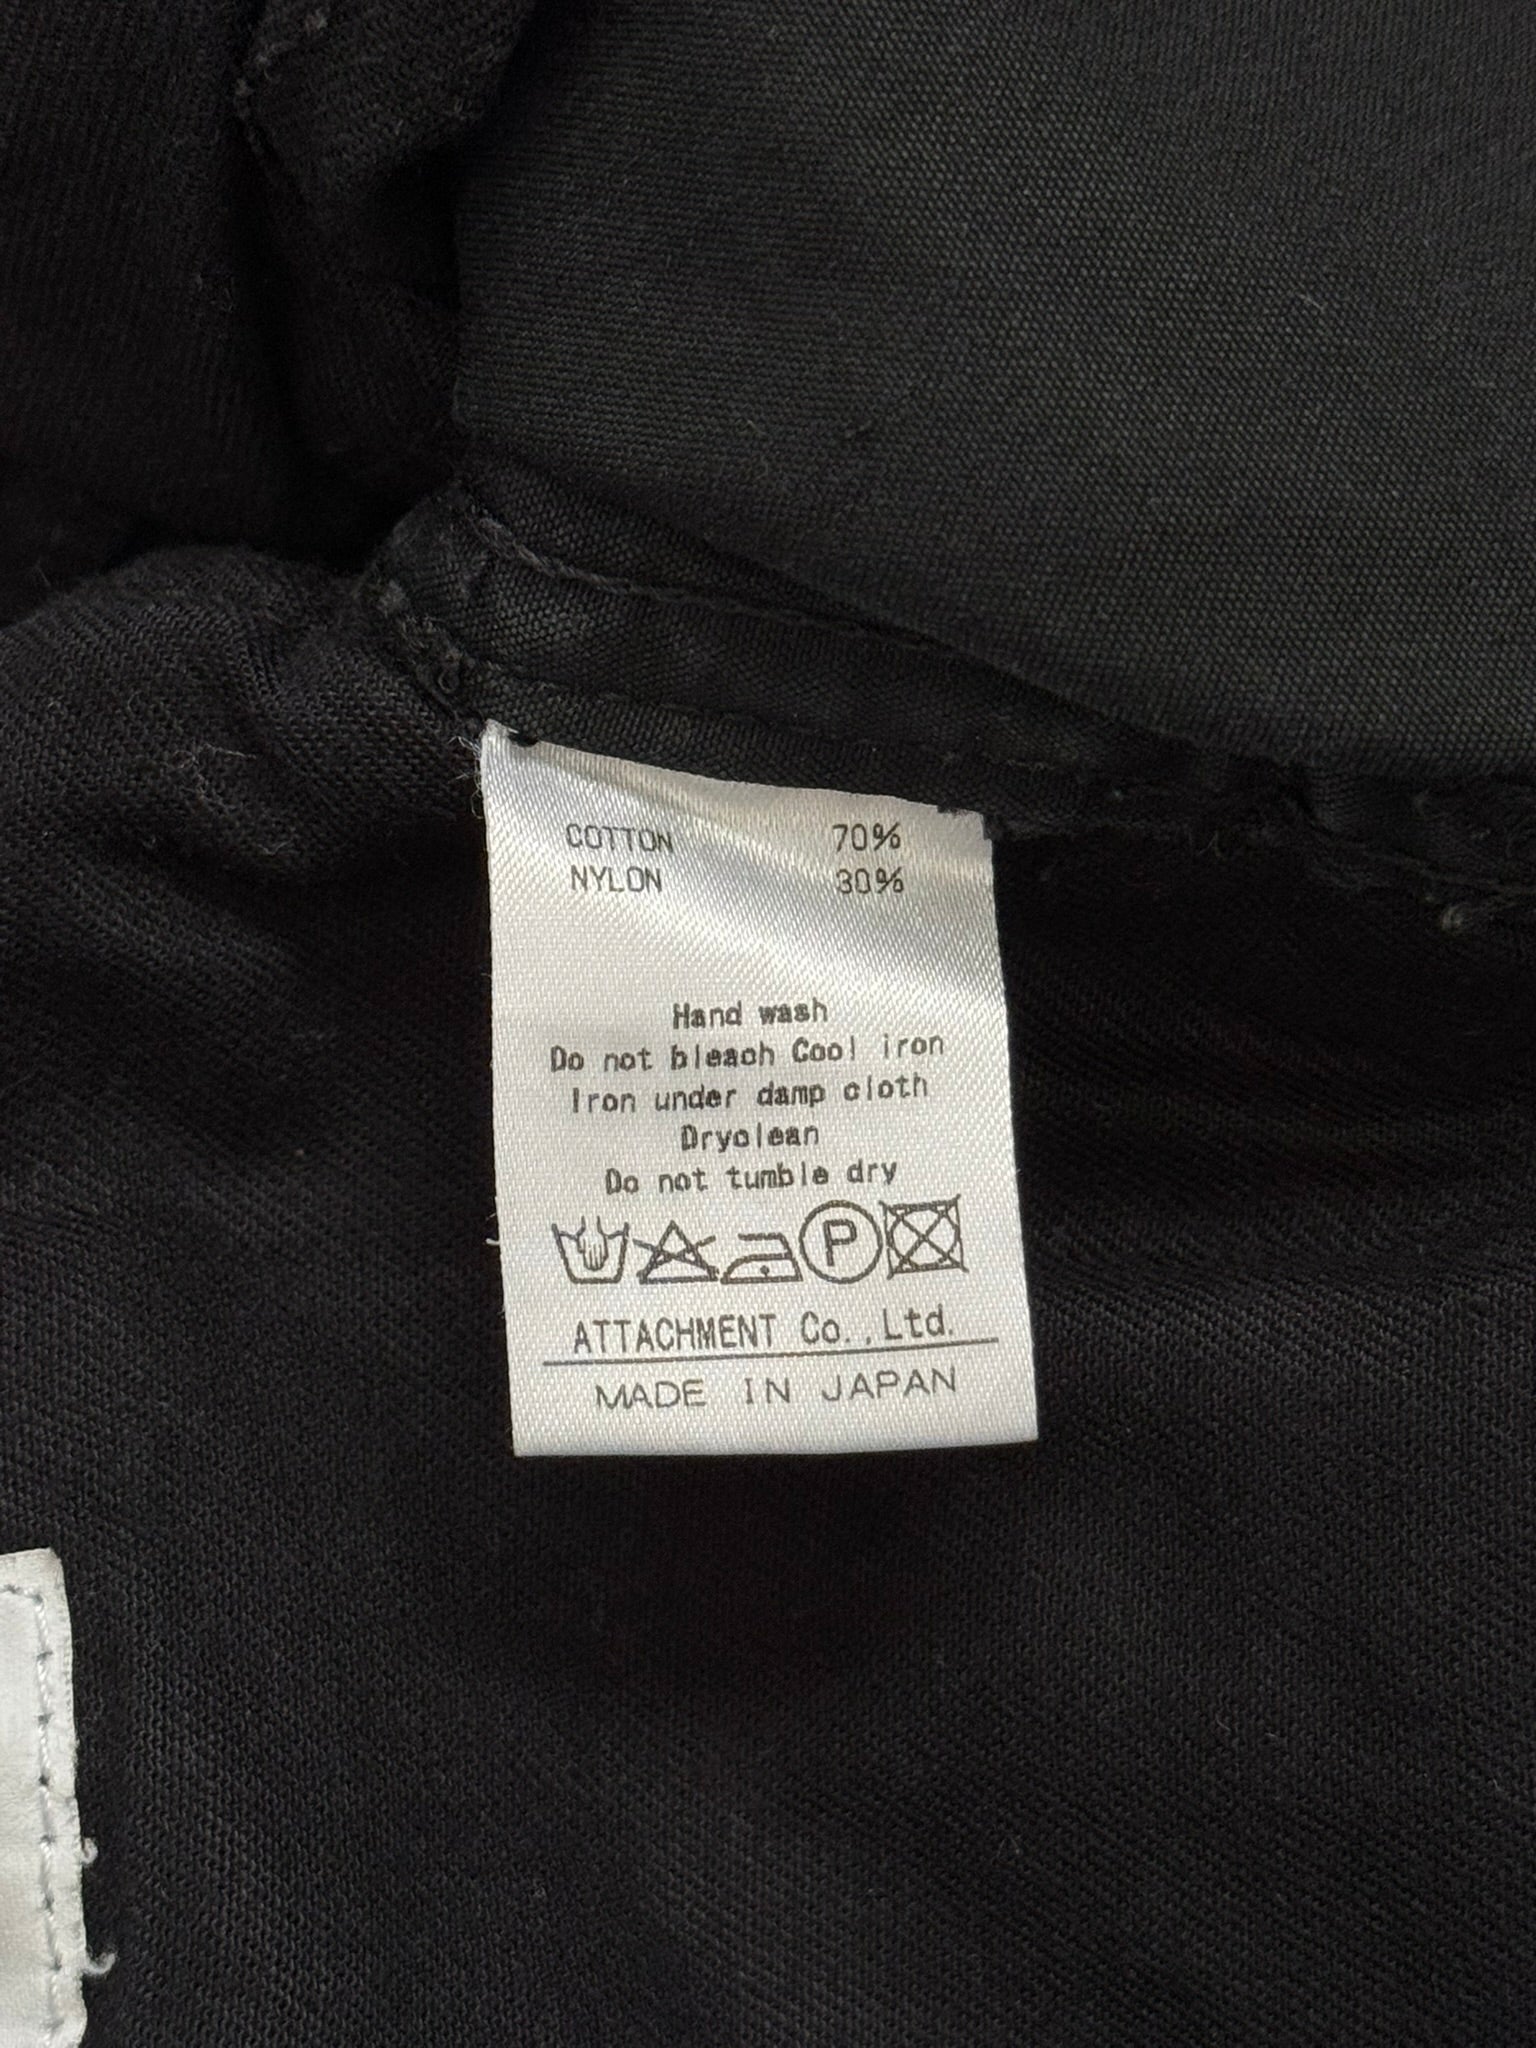 COTTON 70%
NYLON 30%
Hand wash
Do not bleach Cool iron
Iron under damp cloth
Dryclean
Do not tumble dry
P
ATTACHMENT Co.,Ltd.
MADE IN JAPAN